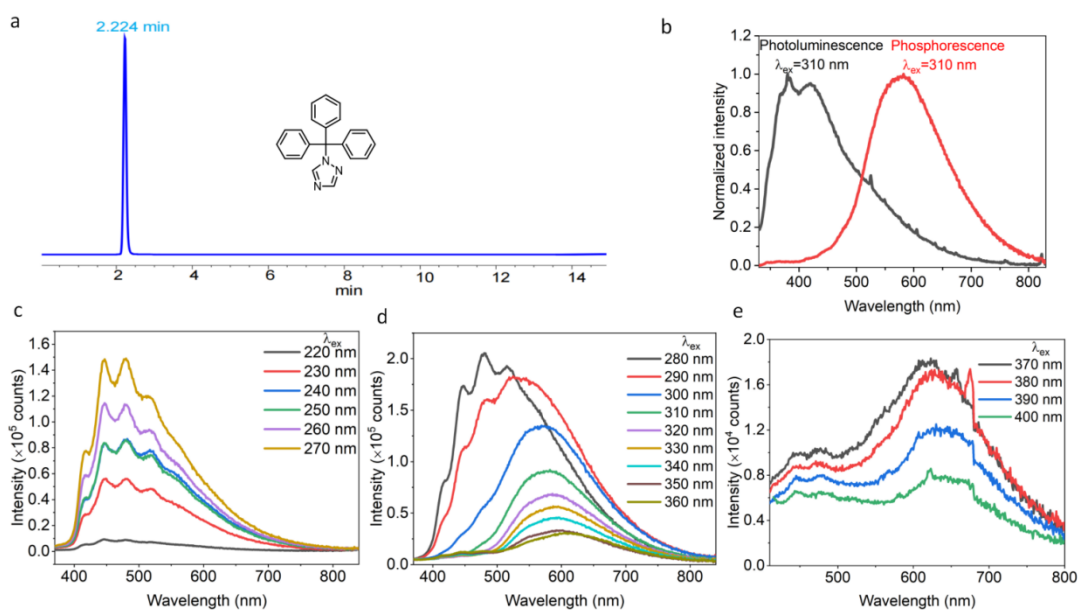 a
2.224 min
N
N
N
2 4 6 8 10 12 14
min
b
Photoluminescence Phosphorescence
λex=310 nm λex=310 nm
Normalized intensity
1.2
1.0
0.8
0.6
0.4
0.2
0.0
400 500 600 700 800
Wavelength (nm)
c
λex
220 nm
230 nm
240 nm
250 nm
260 nm
270 nm
Intensity (×10⁵ counts)
1.6
1.4
1.2
1.0
0.8
0.6
0.4
0.2
0.0
400 500 600 700 800
Wavelength (nm)
d
λex
280 nm
290 nm
300 nm
310 nm
320 nm
330 nm
340 nm
350 nm
360 nm
Intensity (×10⁵ counts)
2.0
1.5
1.0
0.5
0.0
400 500 600 700 800
Wavelength (nm)
e
λex
370 nm
380 nm
390 nm
400 nm
Intensity (×10⁴ counts)
2.0
1.6
1.2
0.8
0.4
0.0
500 600 700 800
Wavelength (nm)